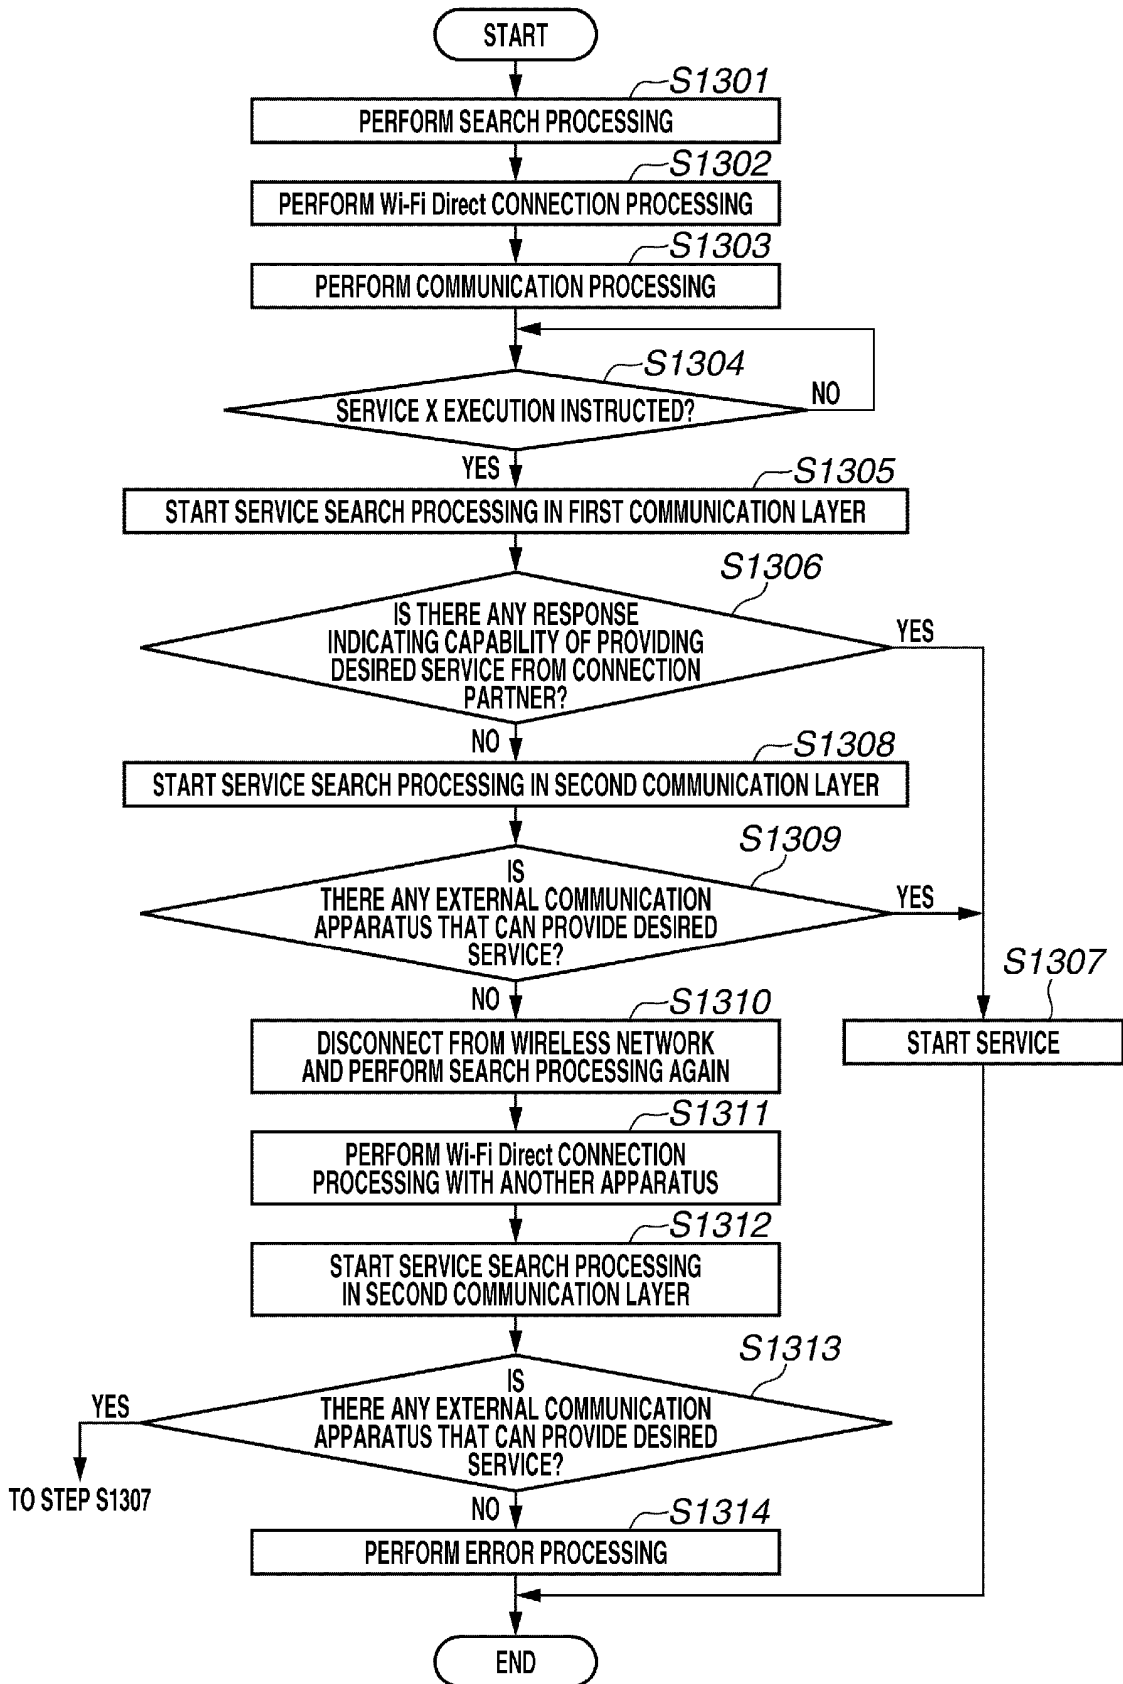 START
S1301
PERFORM SEARCH PROCESSING
S1302
PERFORM Wi-Fi Direct CONNECTION PROCESSING
S1303
PERFORM COMMUNICATION PROCESSING
S1304
SERVICE X EXECUTION INSTRUCTED?
NO
YES
S1305
START SERVICE SEARCH PROCESSING IN FIRST COMMUNICATION LAYER
S1306
IS THERE ANY RESPONSE
INDICATING CAPABILITY OF PROVIDING
DESIRED SERVICE FROM CONNECTION
PARTNER?
YES
NO
S1308
START SERVICE SEARCH PROCESSING IN SECOND COMMUNICATION LAYER
S1309
IS
THERE ANY EXTERNAL COMMUNICATION
APPARATUS THAT CAN PROVIDE DESIRED
SERVICE?
YES
NO
S1307
START SERVICE
S1310
DISCONNECT FROM WIRELESS NETWORK
AND PERFORM SEARCH PROCESSING AGAIN
S1311
PERFORM Wi-Fi Direct CONNECTION
PROCESSING WITH ANOTHER APPARATUS
S1312
START SERVICE SEARCH PROCESSING
IN SECOND COMMUNICATION LAYER
S1313
IS
THERE ANY EXTERNAL COMMUNICATION
APPARATUS THAT CAN PROVIDE DESIRED
SERVICE?
YES
TO STEP S1307
NO
S1314
PERFORM ERROR PROCESSING
END